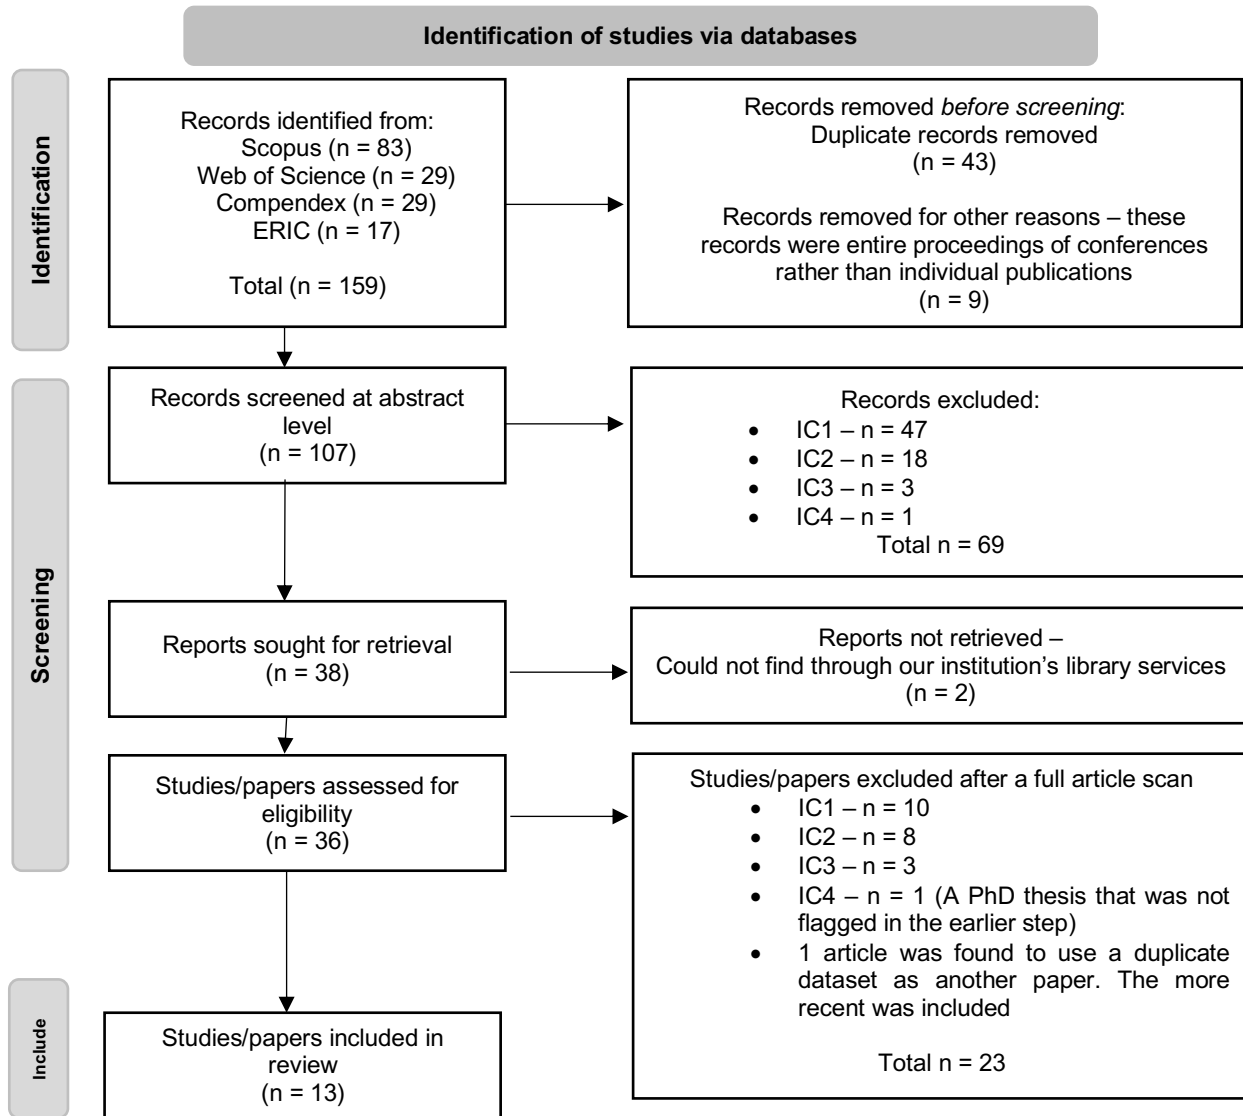 Identification of studies via databases
Identification
Records identified from:
Scopus (n = 83)
Web of Science (n = 29)
Compendex (n = 29)
ERIC (n = 17)
Total (n = 159)
Records removed before screening:
Duplicate records removed
(n = 43)
Records removed for other reasons – these
records were entire proceedings of conferences
rather than individual publications
(n = 9)
Screening
Records screened at abstract
level
(n = 107)
Records excluded:
• IC1 – n = 47
• IC2 – n = 18
• IC3 – n = 3
• IC4 – n = 1
Total n = 69
Reports sought for retrieval
(n = 38)
Reports not retrieved –
Could not find through our institution’s library services
(n = 2)
Studies/papers assessed for
eligibility
(n = 36)
Studies/papers excluded after a full article scan
• IC1 – n = 10
• IC2 – n = 8
• IC3 – n = 3
• IC4 – n = 1 (A PhD thesis that was not
flagged in the earlier step)
• 1 article was found to use a duplicate
dataset as another paper. The more
recent was included
Total n = 23
Include
Studies/papers included in
review
(n = 13)